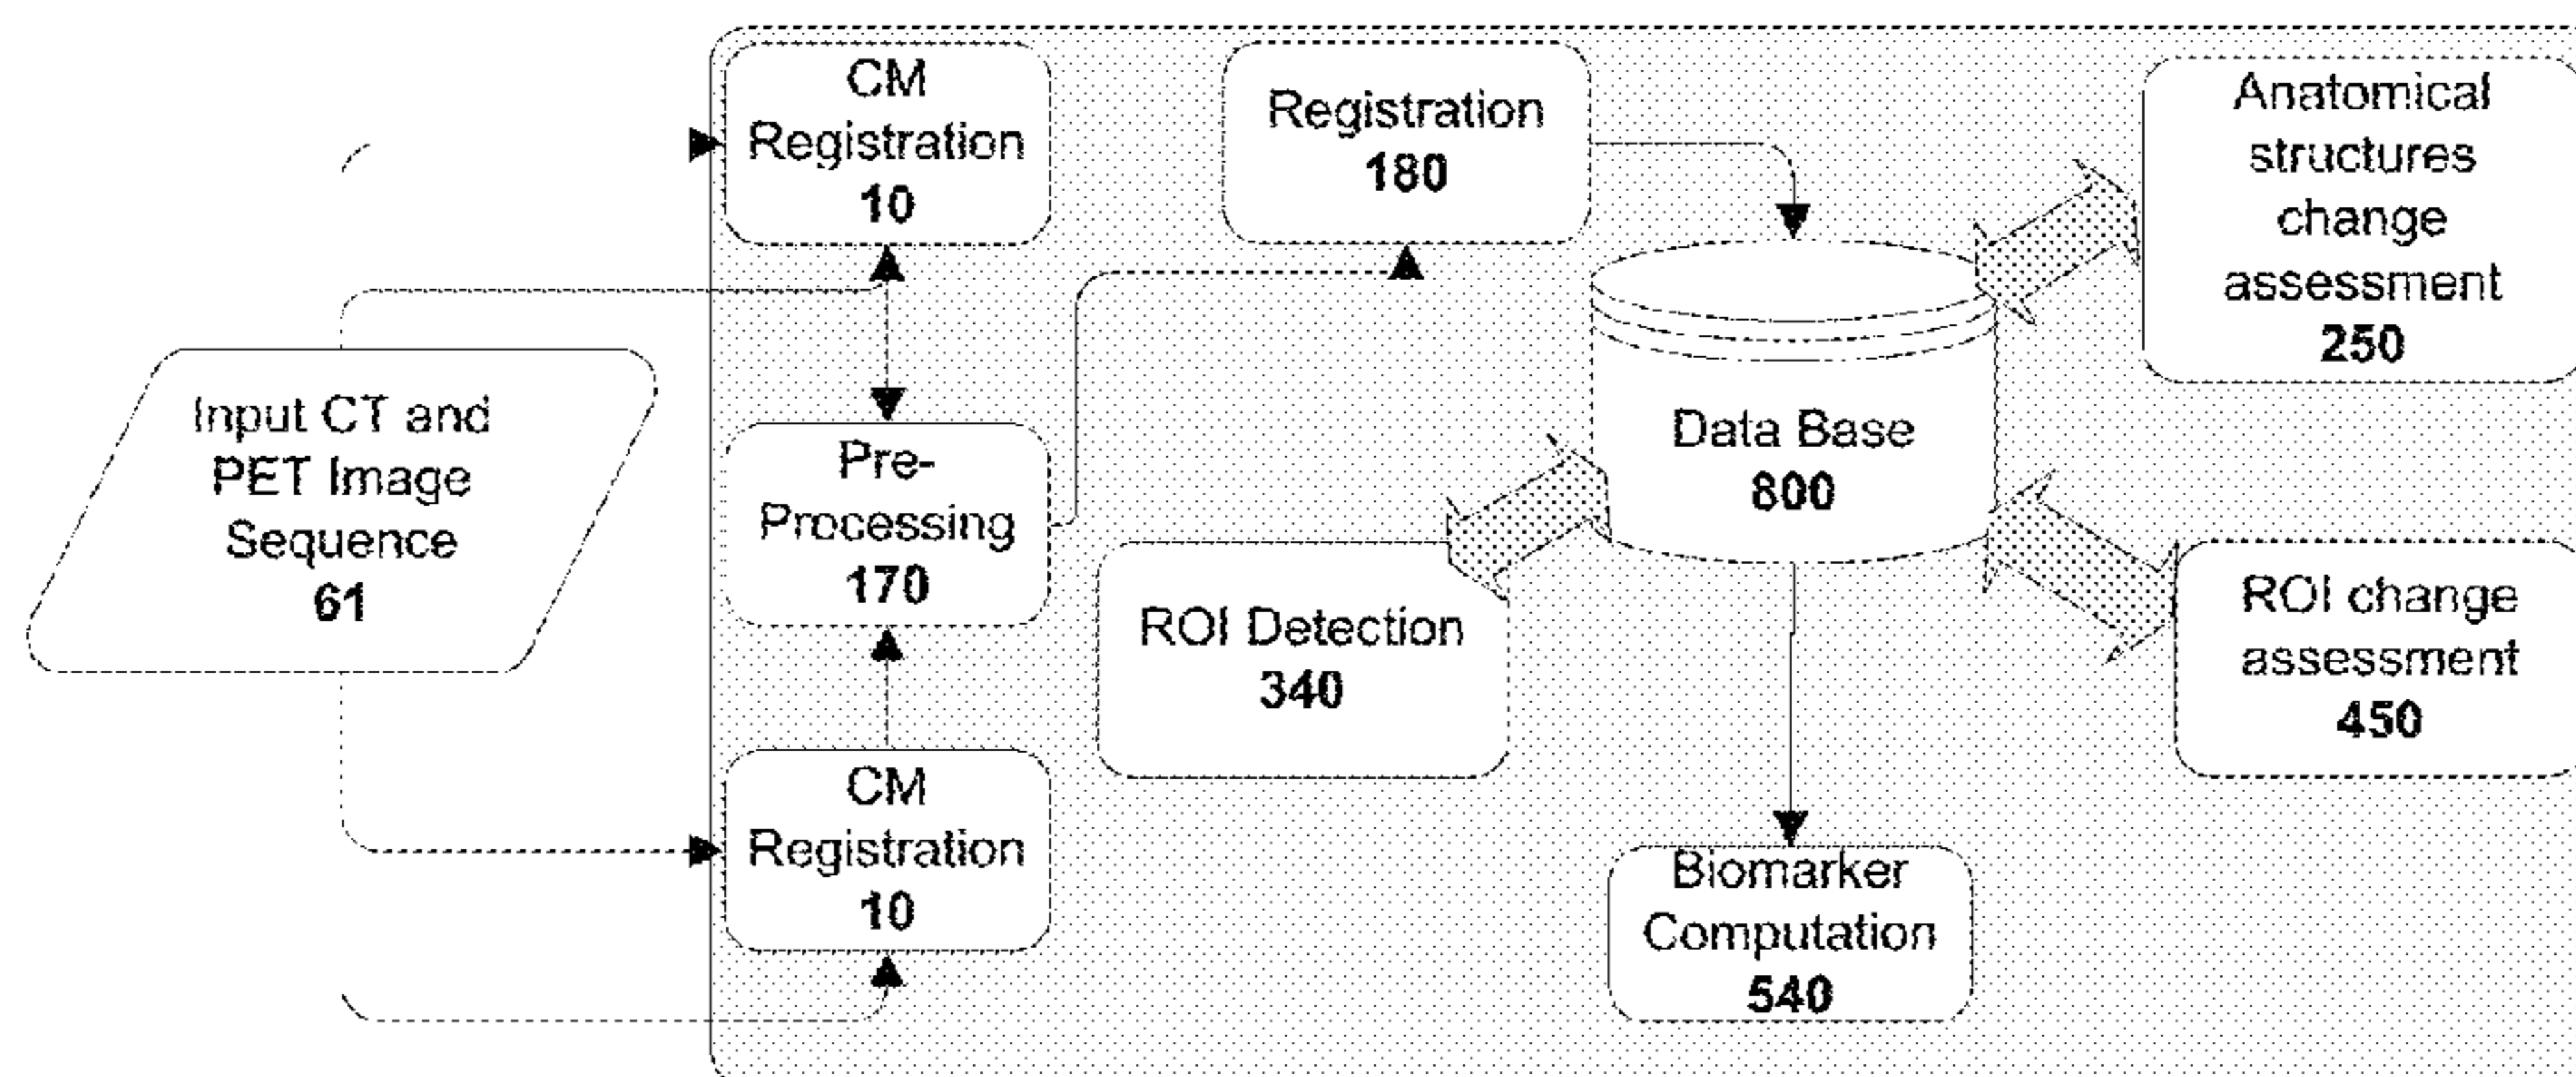 CM
Registration
10
Registration
180
Anatomical
structures
change
assessment
250
Input CT and
PET Image
Sequence
61
Pre-
Processing
170
Data Base
800
ROI Detection
340
ROI change
assessment
450
CM
Registration
10
Biomarker
Computation
540